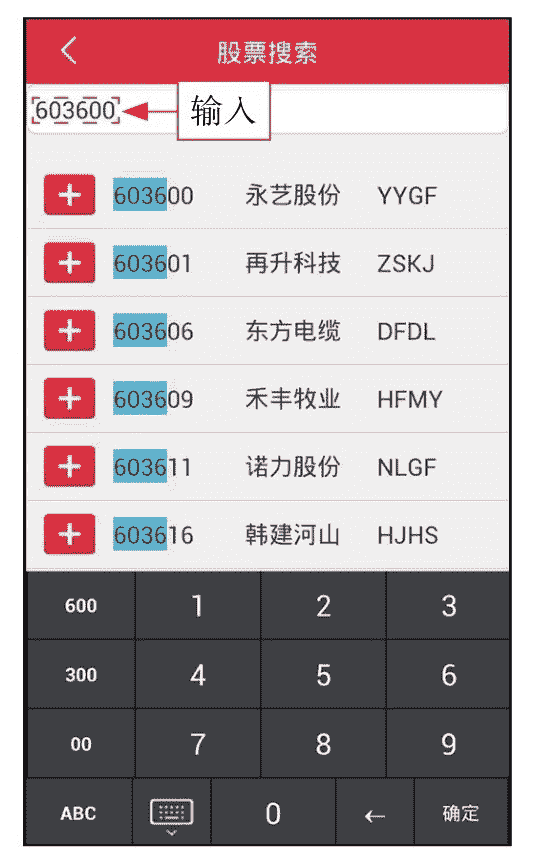 股票搜索
603600 输入
603600 永艺股份 YYGF
603601 再升科技 ZSKJ
603606 东方电缆 DFDL
603609 禾丰牧业 HFMY
603611 诺力股份 NLGF
603616 韩建河山 HJHS
600 1 2 3
300 4 5 6
00 7 8 9
ABC 0 ← 确定